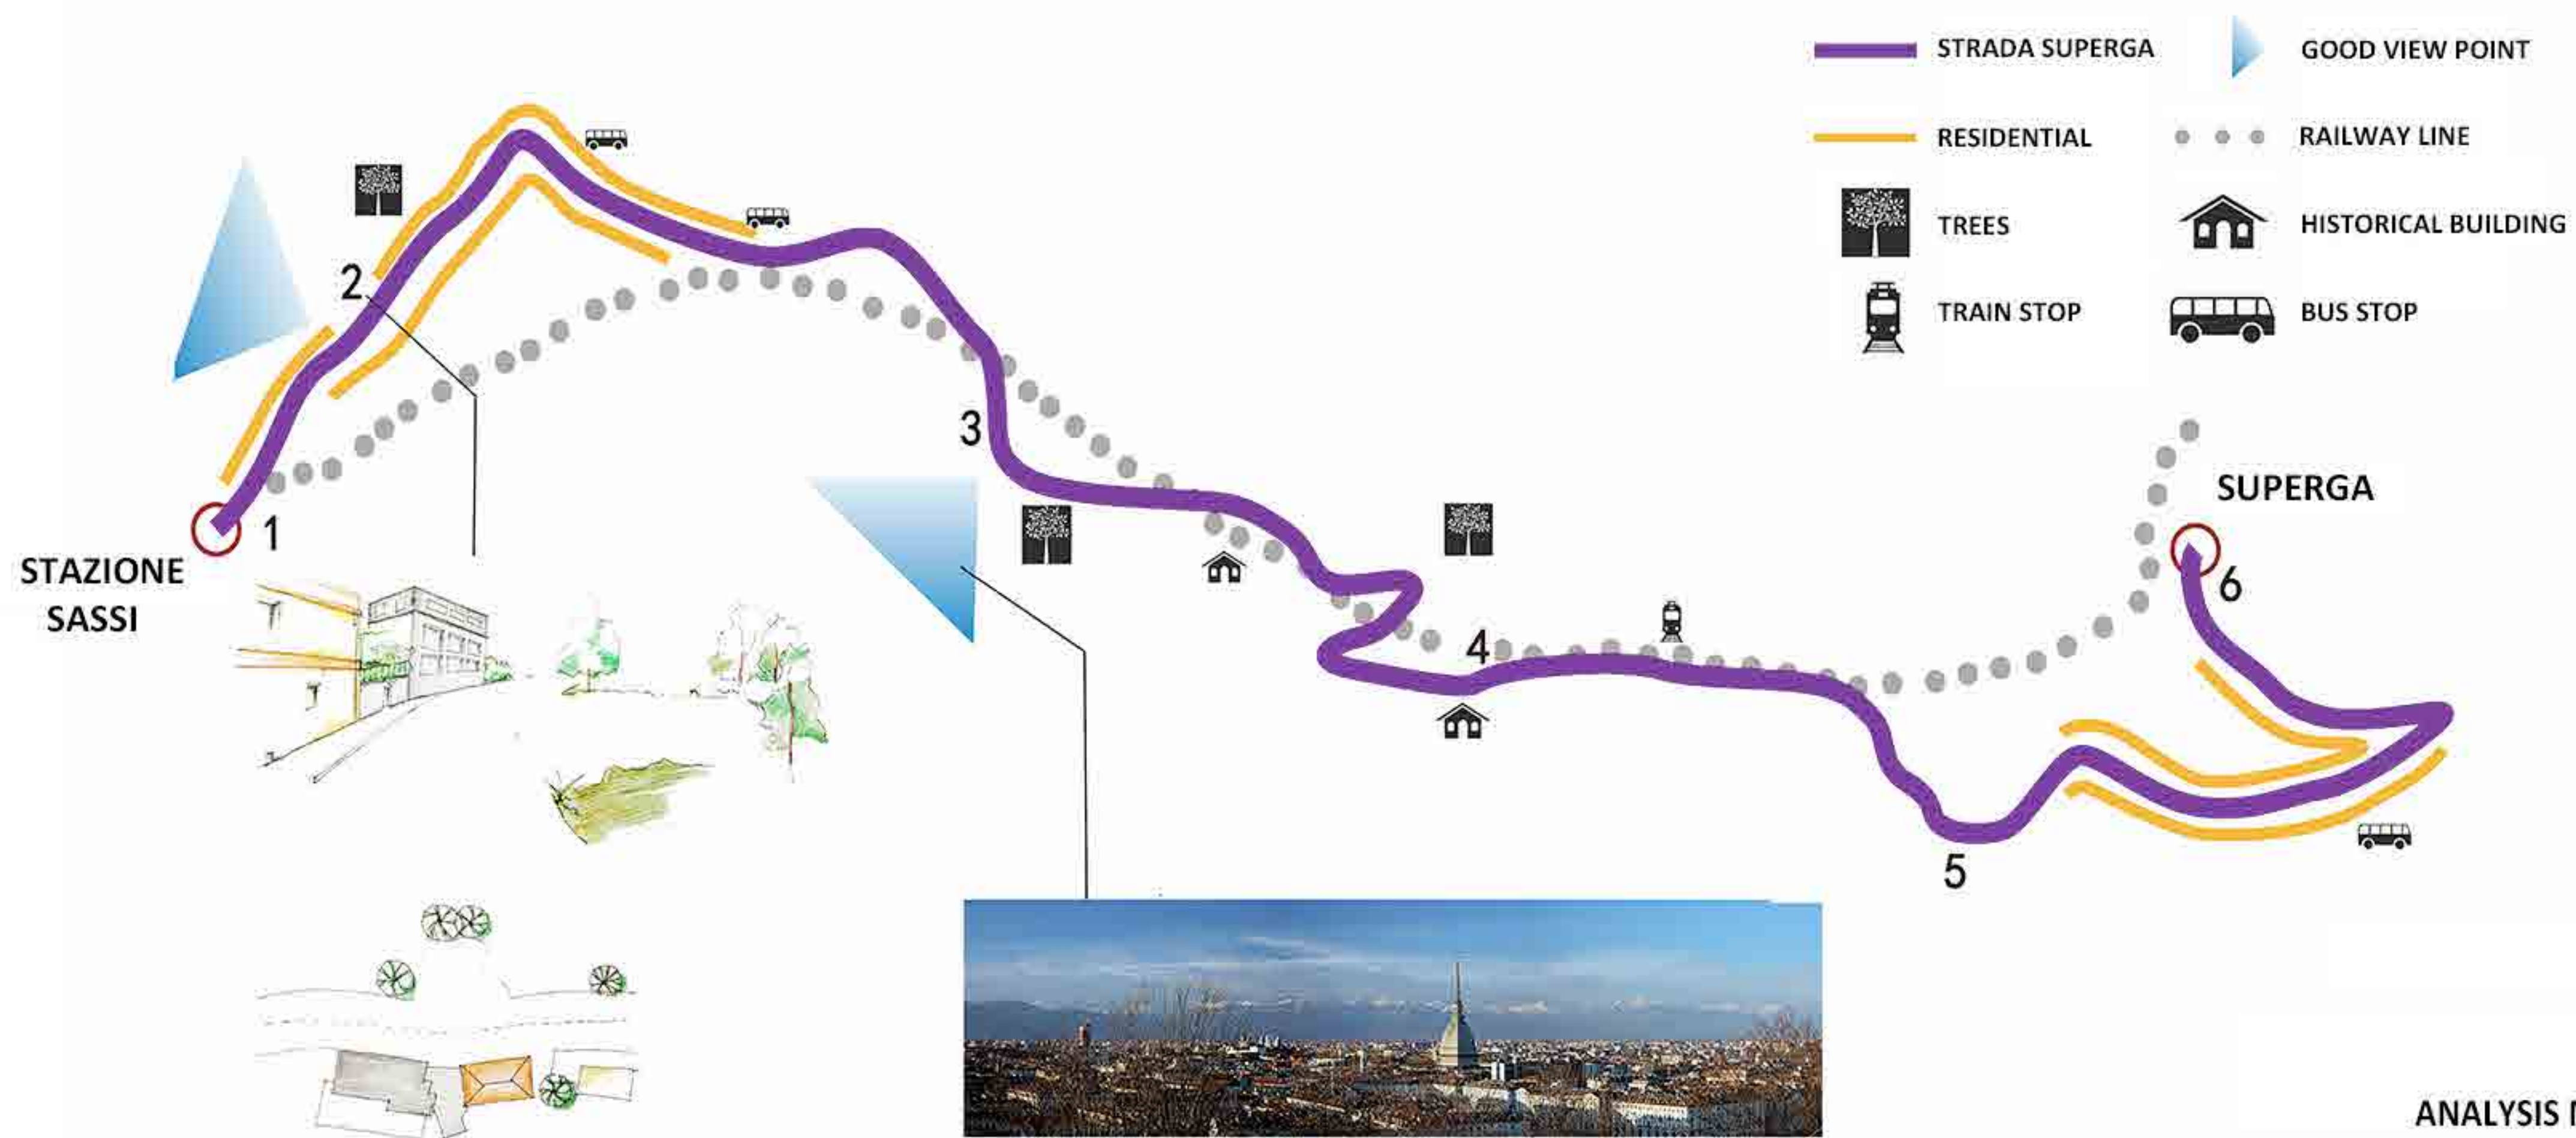 STRADA SUPERGA
GOOD VIEW POINT
RESIDENTIAL
RAILWAY LINE
TREES
HISTORICAL BUILDING
TRAIN STOP
BUS STOP
2
3
1
STAZIONE
SASSI
4
SUPERGA
6
5
ANALYSIS